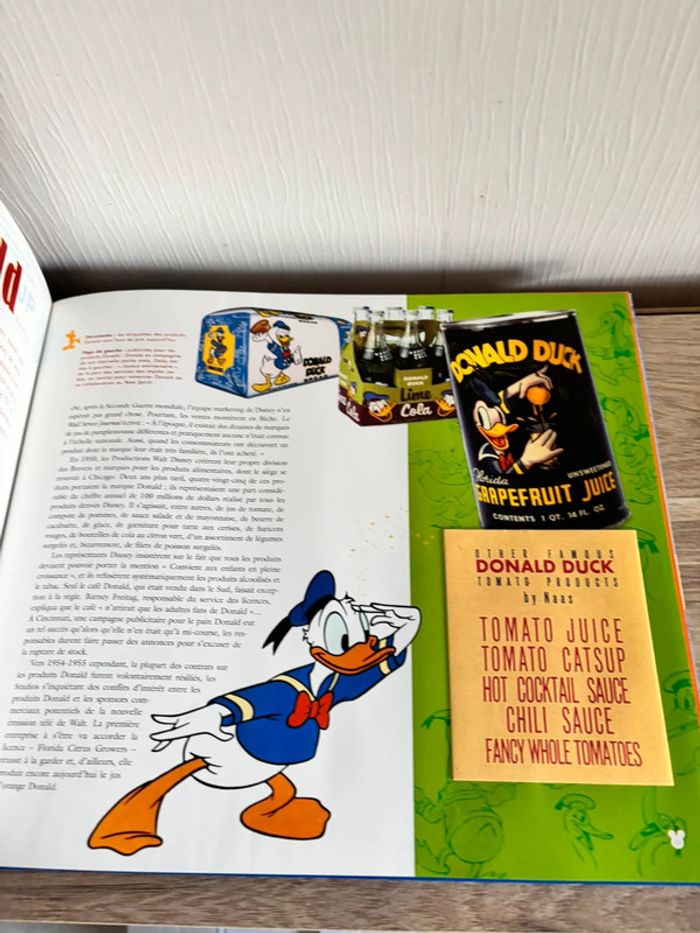 ld
Documents : les étiquettes des produits
Donald sont fort de prix aujourd'hui.
Page de gauche : publicités pour les
produits Donald
ché, après la Seconde Guerre mondiale, l'équipe marketing de Disney n'en
espérait pas grand chose. Pourtant, les ventes montèrent en flèche. Le
Wall Street Journal écrivit : « À l'époque, il existait des dizaines de marques
de jus de pamplemousse différentes et pratiquement aucune n'était connue
à l'échelle nationale. Aussi, quand les consommateurs ont découvert un
produit dont la marque leur était très familière, ils l'ont acheté. »
En 1950, les Productions Walt Disney créèrent leur propre division
des Brevets et marques pour les produits alimentaires, dont le siège se
trouvait à Chicago. Deux ans plus tard, quatre-vingt-cinq de ces pro-
duits portaient la marque Donald ; ils représentaient une part considé-
rable du chiffre annuel de 100 millions de dollars réalisé par tous les
produits dérivés Disney. Il s'agissait, entre autres, de jus de tomate, de
compote de pommes, de sauce salade et de mayonnaise, de beurre de
cacahuète, de glace, de garniture pour tarte aux cerises, de haricots
rouges, de bouteilles de cola au citron vert, d'un assortiment de légumes
surgelés et, bizarrement, de filets de poisson surgelés.
Les représentants Disney insistèrent sur le fait que tous les produits
devaient pouvoir porter la mention « Convient aux enfants en pleine
croissance », et ils refusèrent systématiquement les produits alcoolisés et
le tabac. Seul le café Donald, qui était vendu dans le Sud, faisait excep-
tion à la règle. Barney Freitag, responsable du service des licences,
expliqua que le café « n'attirait que les adultes fans de Donald »...
À Cincinnati, une campagne publicitaire pour le pain Donald eut
un tel succès qu'alors qu'elle n'en était qu'à mi-course, les res-
ponsables durent faire passer des annonces pour s'excuser de
la rupture de stock.
Vers 1954-1955 cependant, la plupart des contrats sur
les produits Donald furent volontairement résiliés, les
Studios s'inquiétant des conflits d'intérêt entre les
produits Donald et les sponsors com-
merciaux potentiels de la nouvelle
émission télé de Walt. La première
entreprise à s'être vu accorder la
licence – Florida Citrus Growers –
réussit à la garder et, d'ailleurs, elle
produit encore aujourd'hui le jus
d'orange Donald.
DONALD
DUCK
BREAD
DONALD
DUCK
Lime
Cola
DONALD DUCK
Florida
UNSWEETENED
GRAPEFRUIT JUICE
CONTENTS 1 QT. 14 FL. OZ.
OTHER FAMOUS
DONALD DUCK
TOMATO PRODUCTS
by Naas
TOMATO JUICE
TOMATO CATSUP
HOT COCKTAIL SAUCE
CHILI SAUCE
FANCY WHOLE TOMATOES